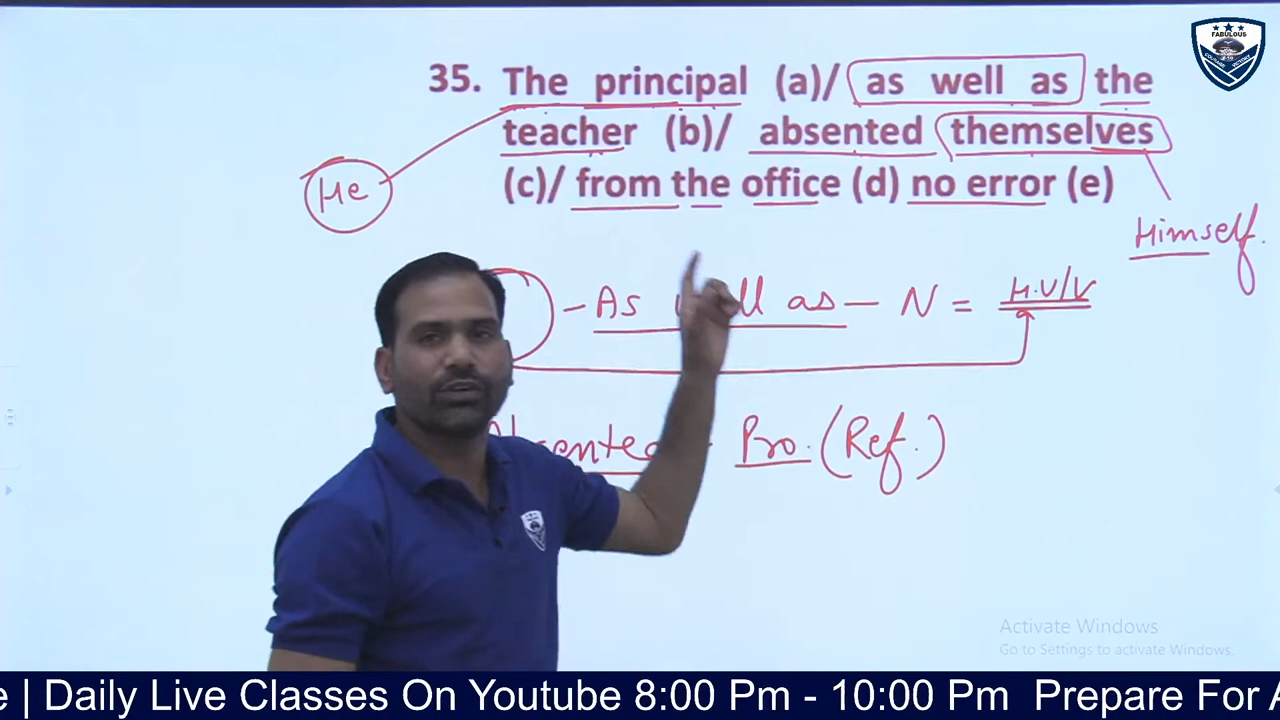 FABULOUS
35. The principal (a)/ as well as the
teacher (b)/ absented themselves
(c)/ from the office (d) no error (e)
He
Himself.
- As well as - N = H.V/V
Pro. (Ref.)
Activate Windows
Go to Settings to activate Windows.
e | Daily Live Classes On Youtube 8:00 Pm - 10:00 Pm Prepare For A